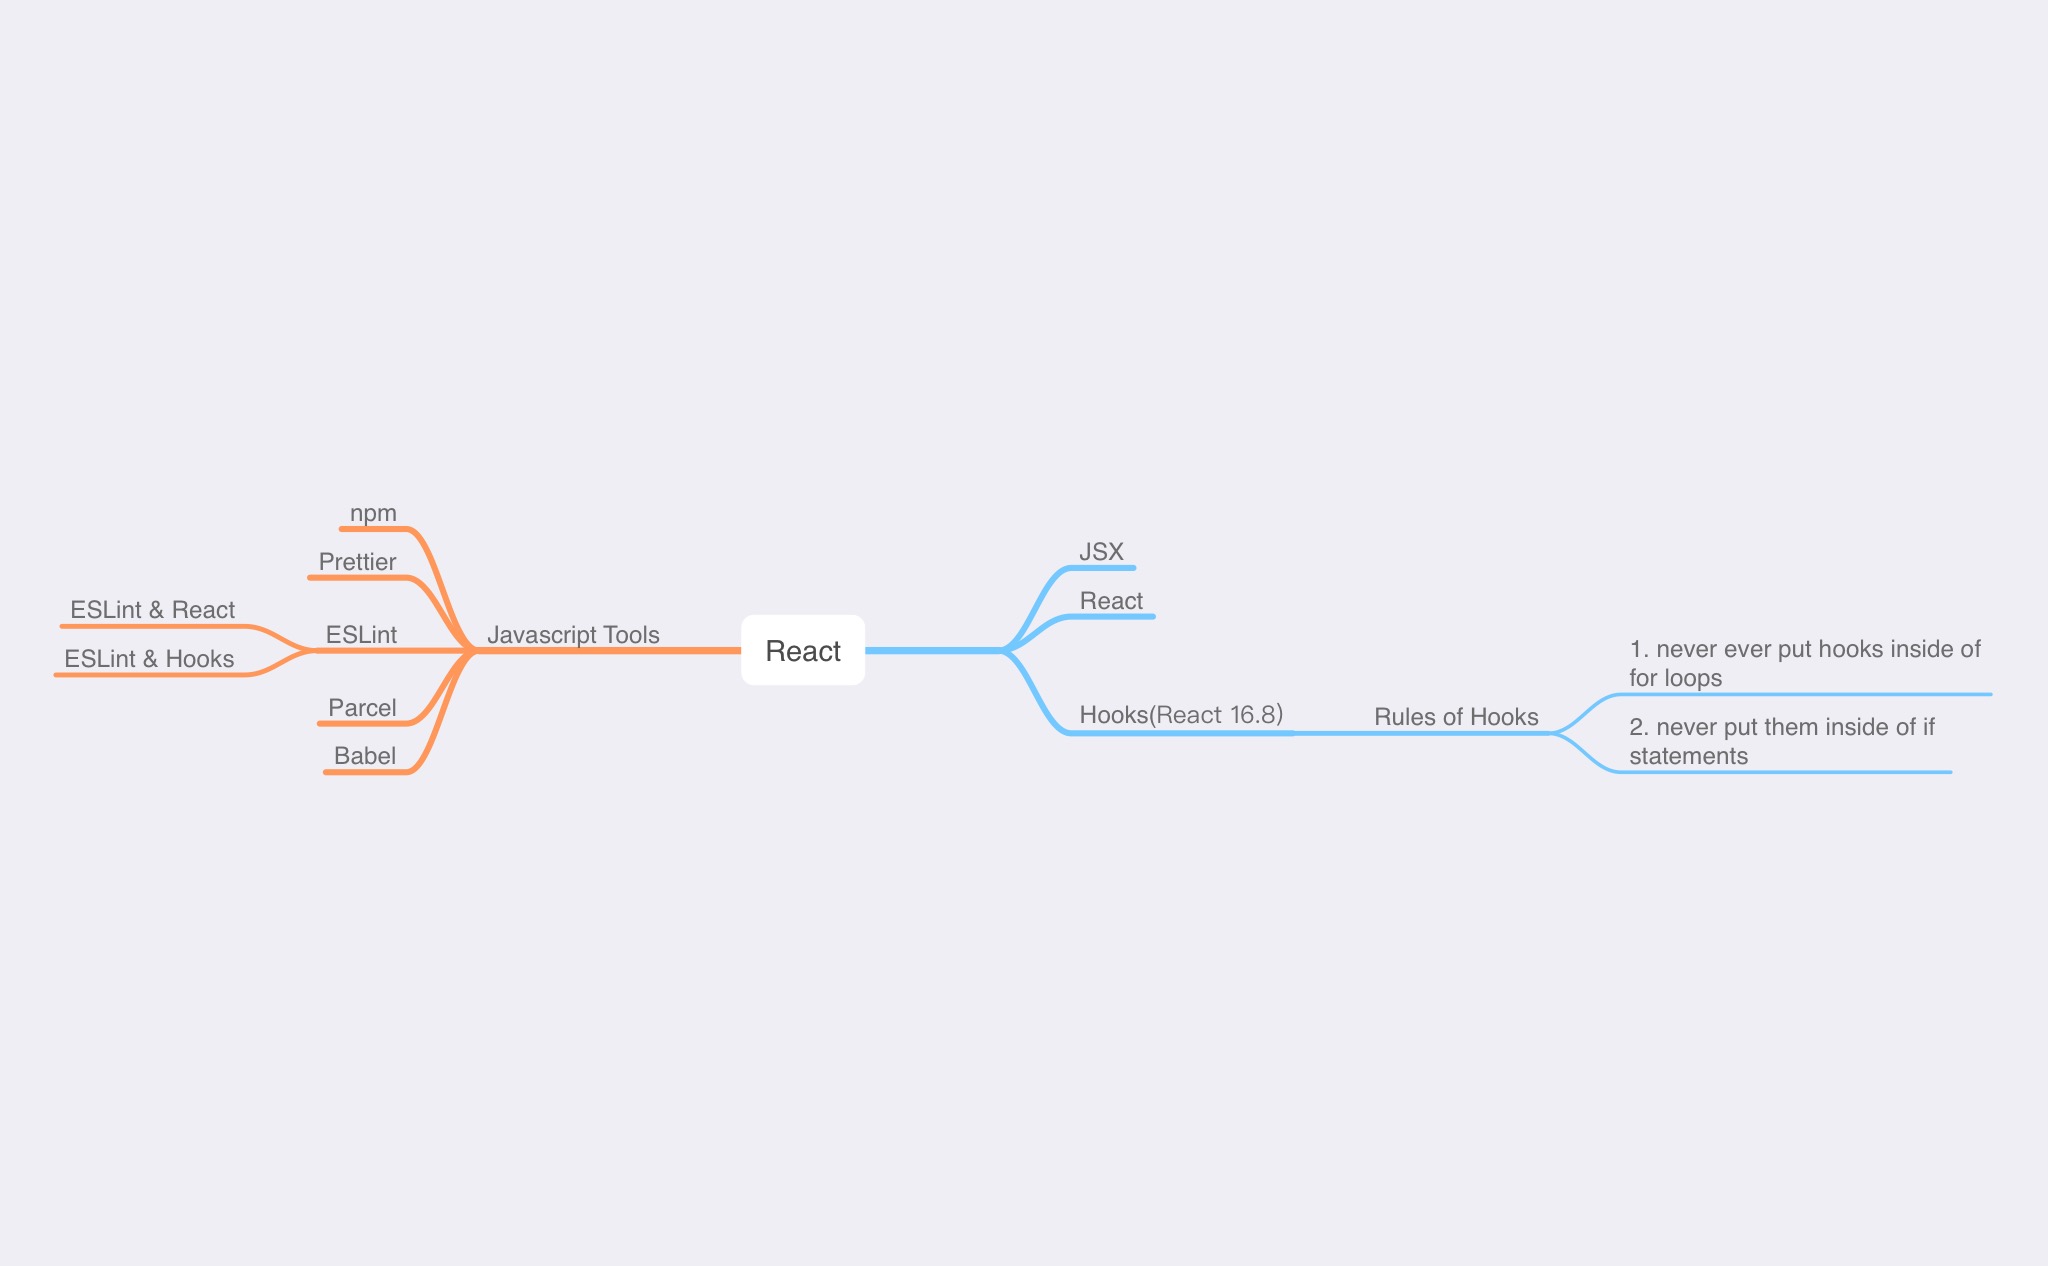 npm
Prettier
ESLint & React
ESLint & Hooks
ESLint
Parcel
Babel
Javascript Tools
React
JSX
React
Hooks(React 16.8)
Rules of Hooks
1. never ever put hooks inside of
for loops
2. never put them inside of if
statements